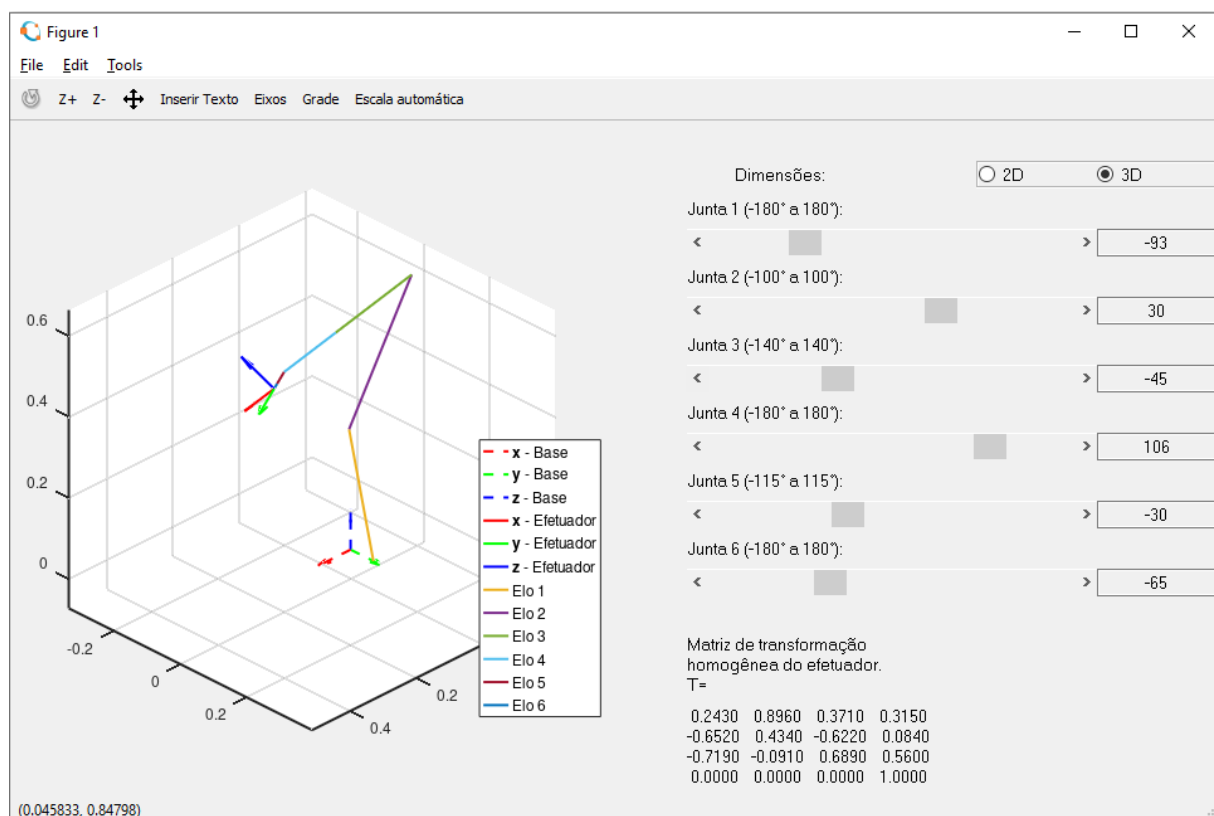 Figure 1
File Edit Tools
Z+ Z- Inserir Texto Eixos Grade Escala automática
Dimensões: 2D 3D
Junta 1 (-180° a 180°):
< > -93
Junta 2 (-100° a 100°):
< > 30
Junta 3 (-140° a 140°):
< > -45
Junta 4 (-180° a 180°):
< > 106
Junta 5 (-115° a 115°):
< > -30
Junta 6 (-180° a 180°):
< > -65
0.6
0.4
0.2
0
-0.2
0
0.2
0.4
0.2
x - Base
y - Base
z - Base
x - Efetuador
y - Efetuador
z - Efetuador
Elo 1
Elo 2
Elo 3
Elo 4
Elo 5
Elo 6
Matriz de transformação
homogênea do efetuador.
T=
0.2430 0.8960 0.3710 0.3150
-0.6520 0.4340 -0.6220 0.0840
-0.7190 -0.0910 0.6890 0.5600
0.0000 0.0000 0.0000 1.0000
(0.045833, 0.84798)